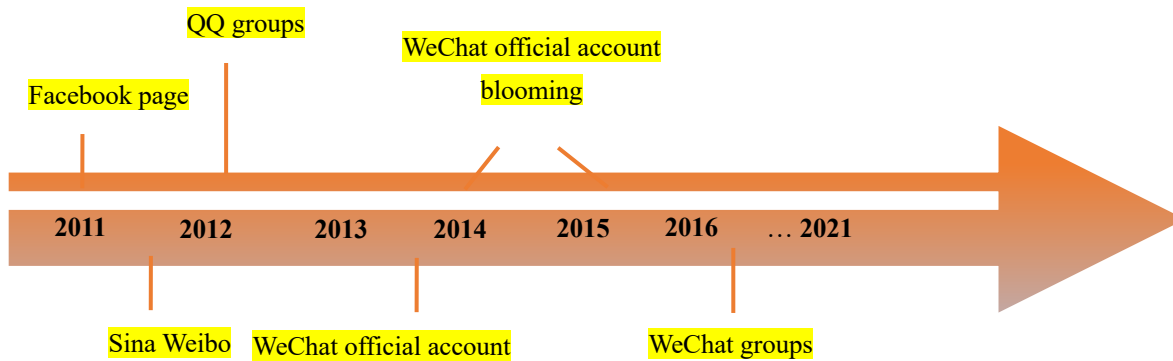 QQ groups
WeChat official account
blooming
Facebook page
2011 2012 2013 2014 2015 2016 … 2021
Sina Weibo
WeChat official account
WeChat groups